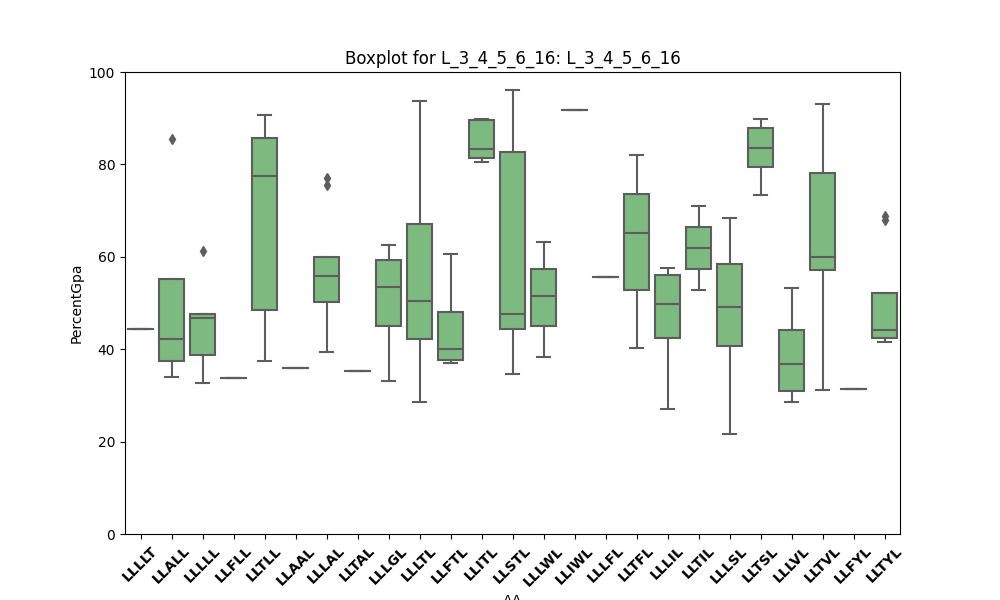 Boxplot for L_3_4_5_6_16: L_3_4_5_6_16
100
80
60
40
20
0
PercentGpa
LLLLT
LLALL
LLLLL
LLFLL
LLTLL
LLAAL
LLLAL
LLTAL
LLLGL
LLLTL
LLFTL
LLITL
LLSTL
LLLWL
LLIWL
LLLFL
LLTFL
LLLIL
LLTIL
LLLSL
LLTSL
LLLVL
LLTVL
LLFYL
LLTYL
AA